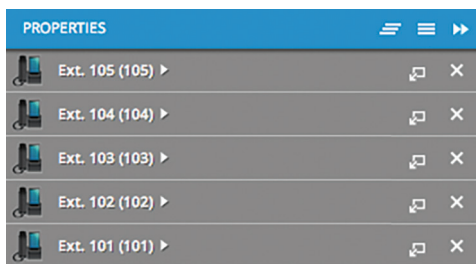 PROPERTIES
Ext. 105 (105)
Ext. 104 (104)
Ext. 103 (103)
Ext. 102 (102)
Ext. 101 (101)